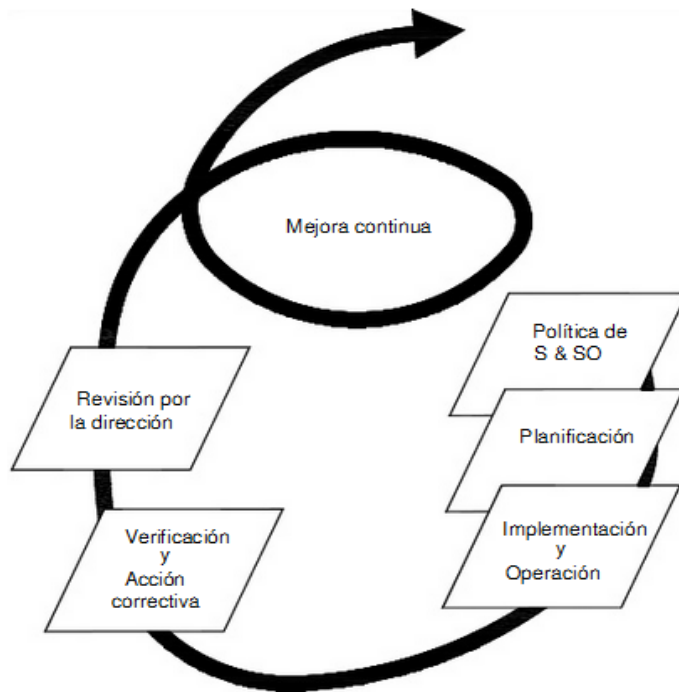 Mejora continua
Política de
S & SO
Planificación
Implementación
y
Operación
Verificación
y
Acción
correctiva
Revisión por
la dirección